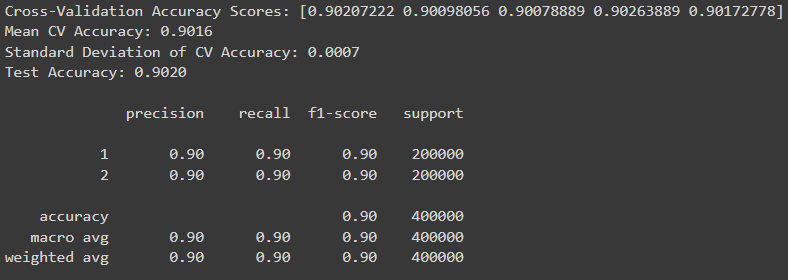 Cross-Validation Accuracy Scores: [0.90207222 0.90098056 0.90078889 0.90263889 0.90172778]
Mean CV Accuracy: 0.9016
Standard Deviation of CV Accuracy: 0.0007
Test Accuracy: 0.9020
precision recall f1-score support
1 0.90 0.90 0.90 200000
2 0.90 0.90 0.90 200000
accuracy 0.90 400000
macro avg 0.90 0.90 0.90 400000
weighted avg 0.90 0.90 0.90 400000